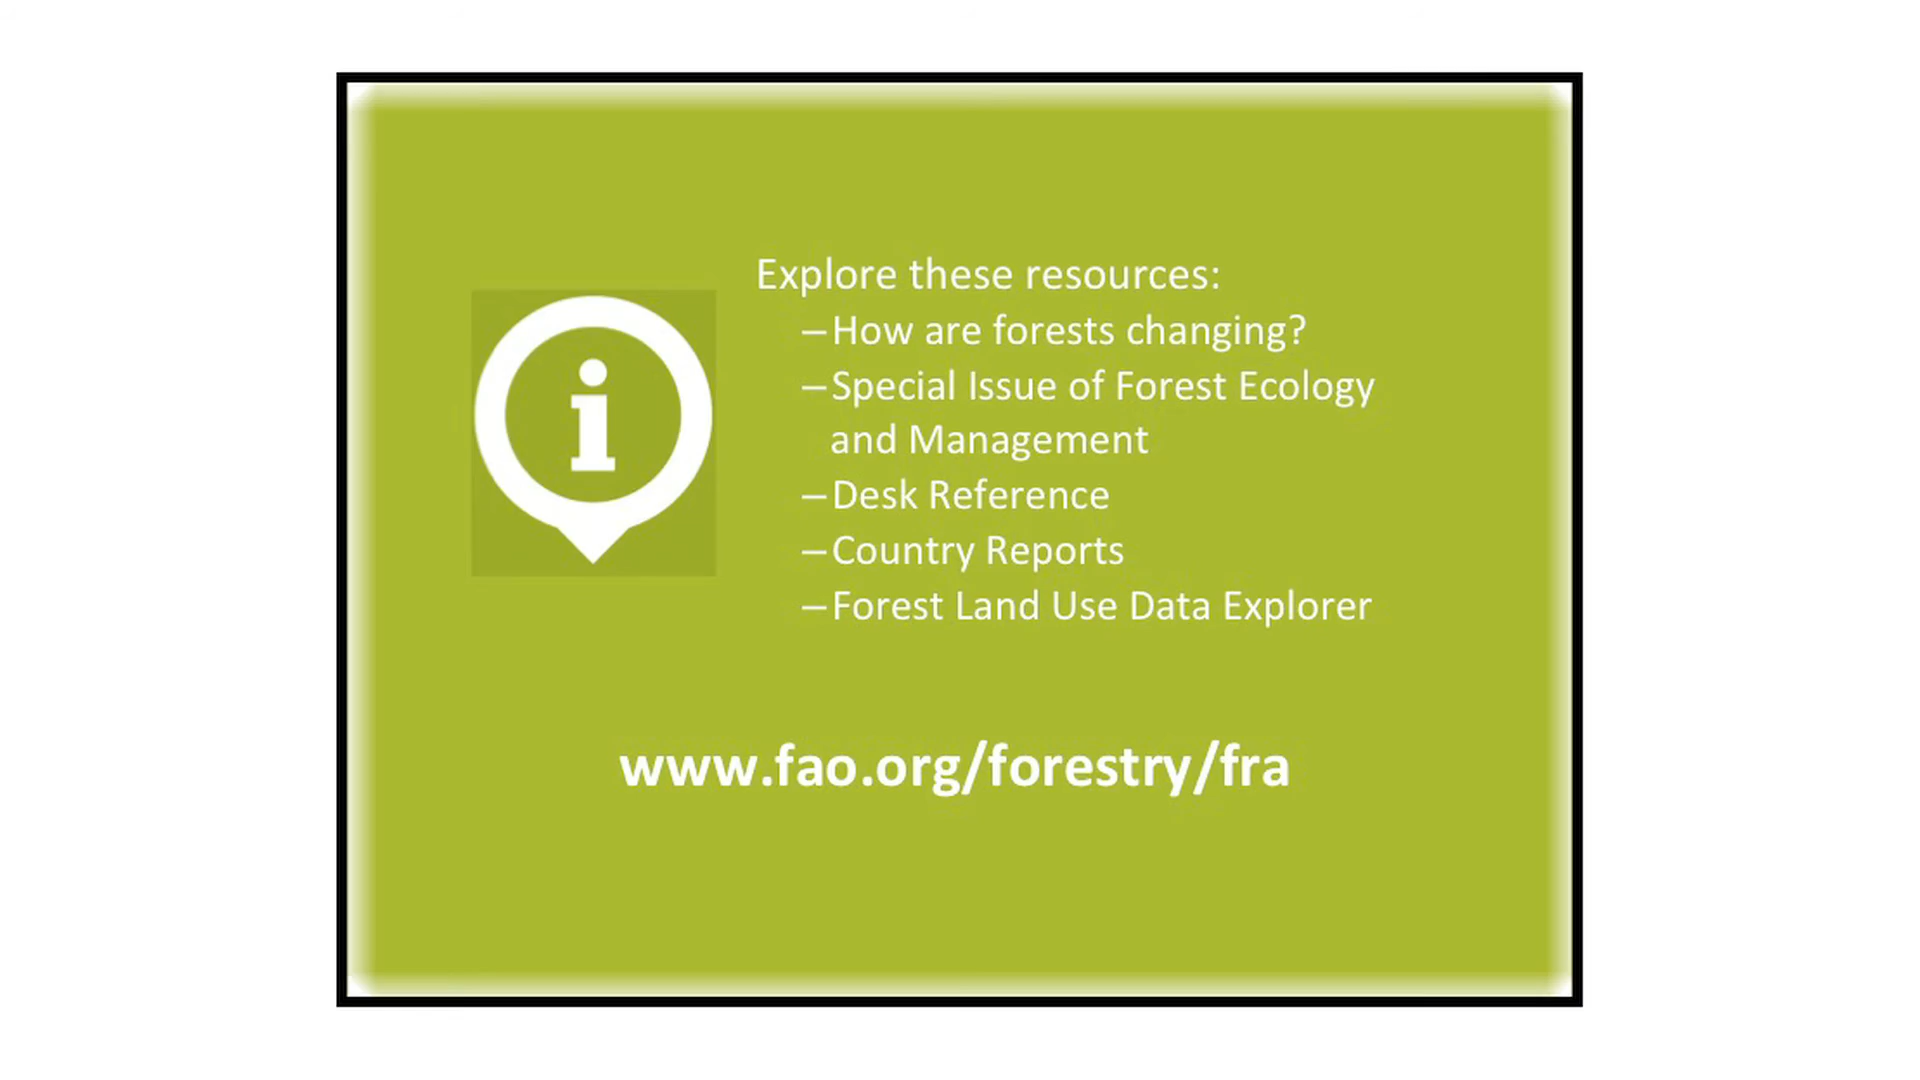 Explore these resources:
–How are forests changing?
–Special Issue of Forest Ecology
and Management
–Desk Reference
–Country Reports
–Forest Land Use Data Explorer
www.fao.org/forestry/fra